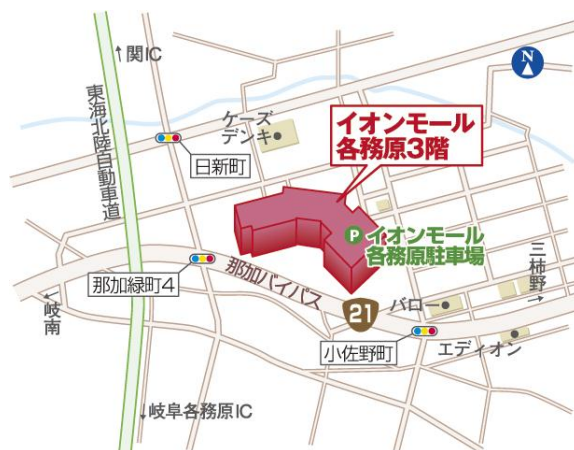 N
↑関IC
東海北陸自動車道
ケーズ
デンキ
日新町
イオンモール
各務原3階
P
イオンモール
各務原駐車場
三柿野
那加緑町4
那加バイパス
岐南
21
バロー
小佐野町
エディオン
↓岐阜各務原IC